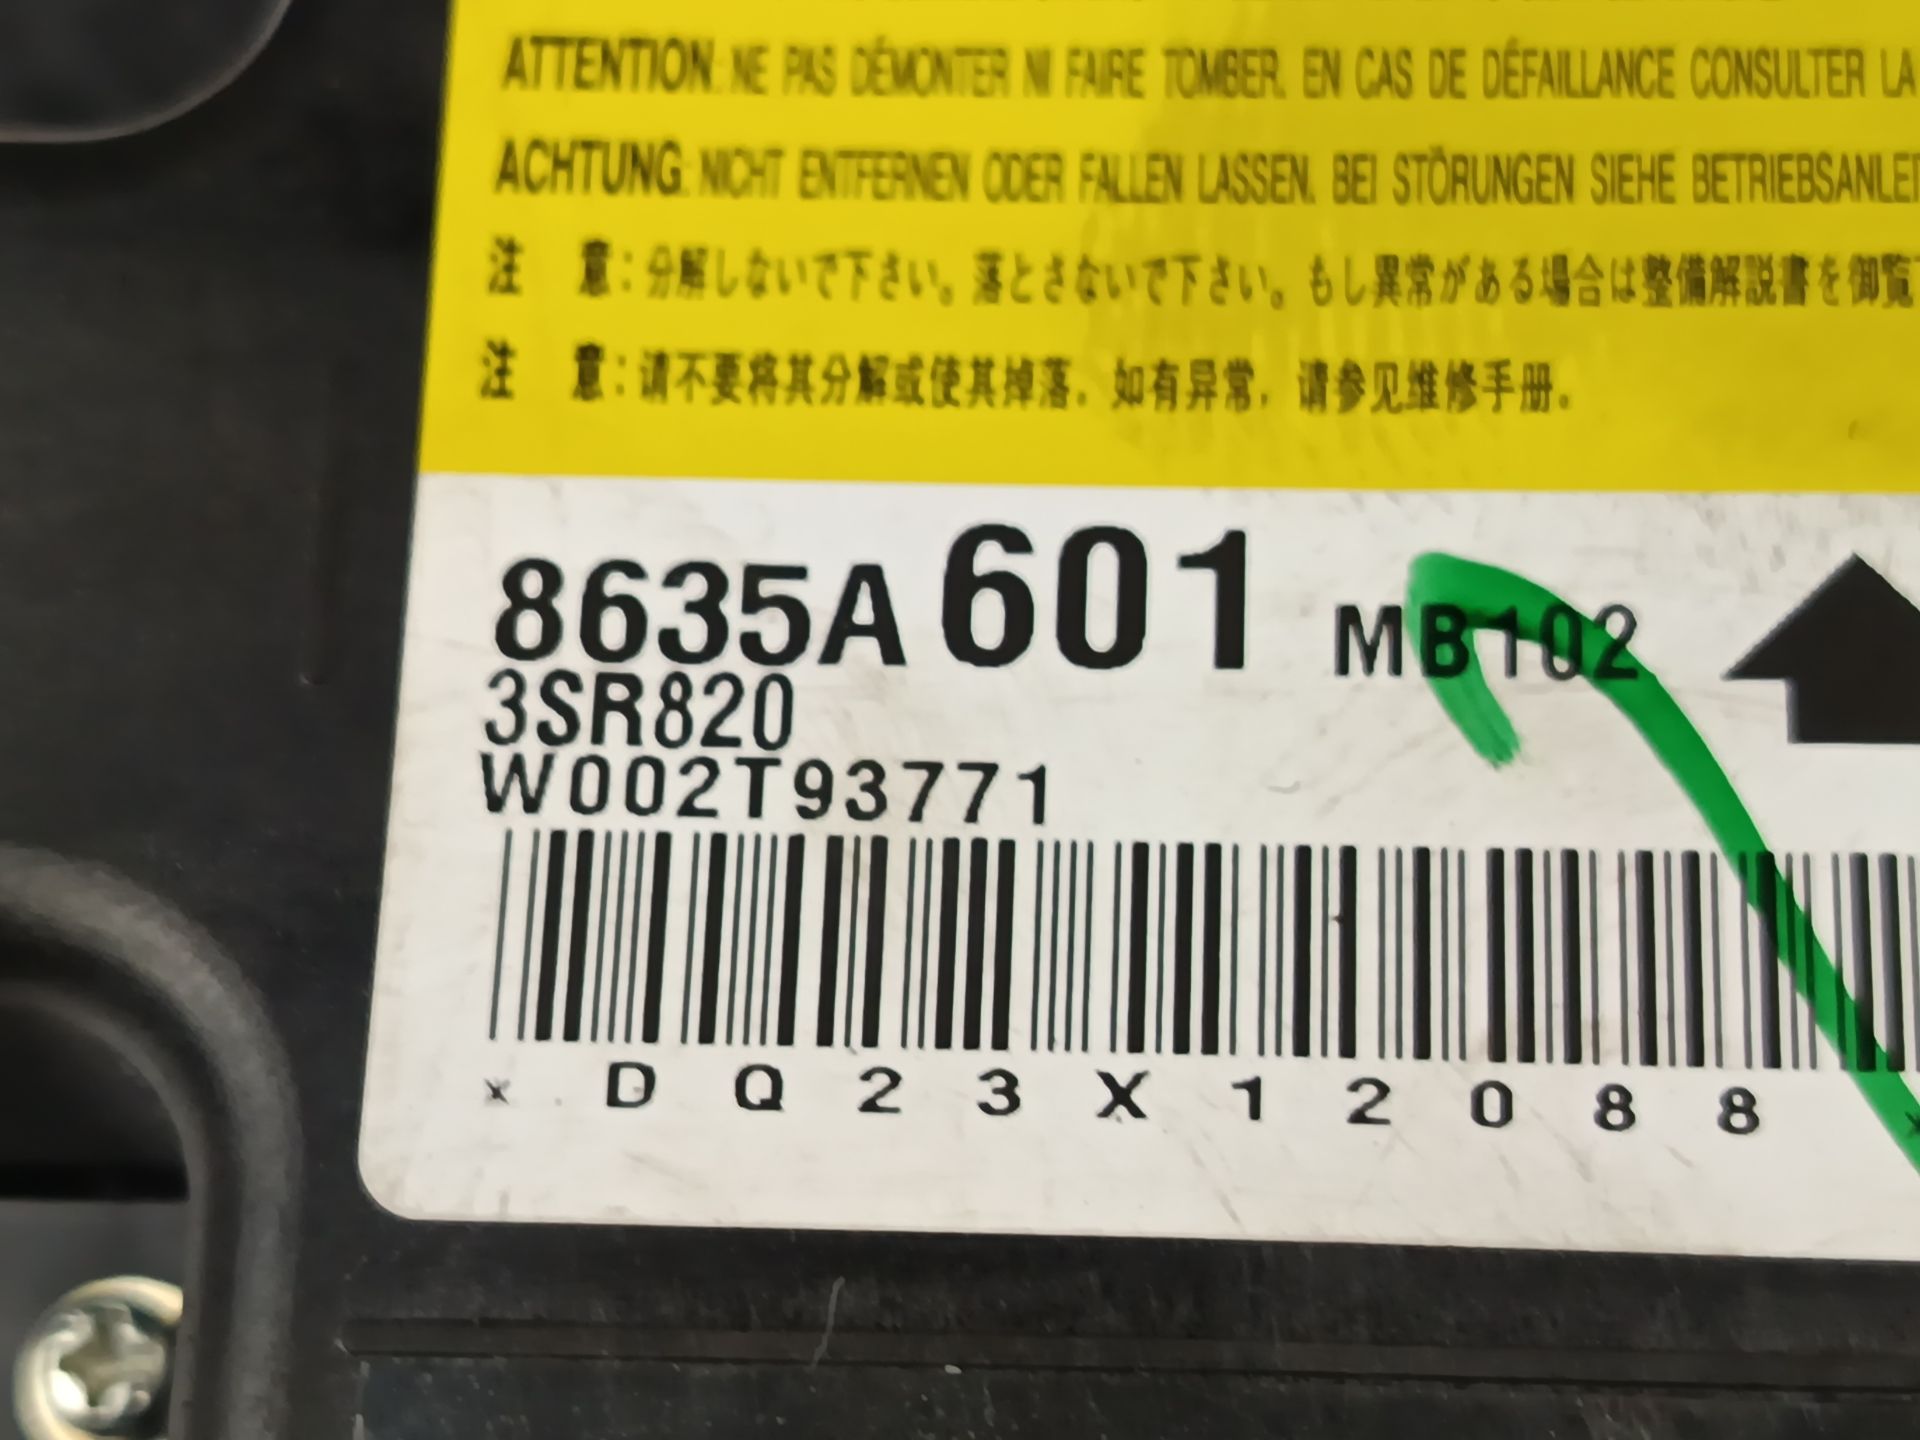 ATTENTION: NE PAS DÉMONTER NI FAIRE TOMBER. EN CAS DE DÉFAILLANCE CONSULTER LA
ACHTUNG: NICHT ENTFERNEN ODER FALLEN LASSEN. BEI STÖRUNGEN SIEHE BETRIEBSANLEI
注 意：分解しないで下さい。落とさないで下さい。もし異常がある場合は整備解説書を御覧下
注 意：请不要将其分解或使其掉落．如有异常，请参见维修手册．
8635A601 MB102
3SR820
W002T93771
* DQ23X12088 *